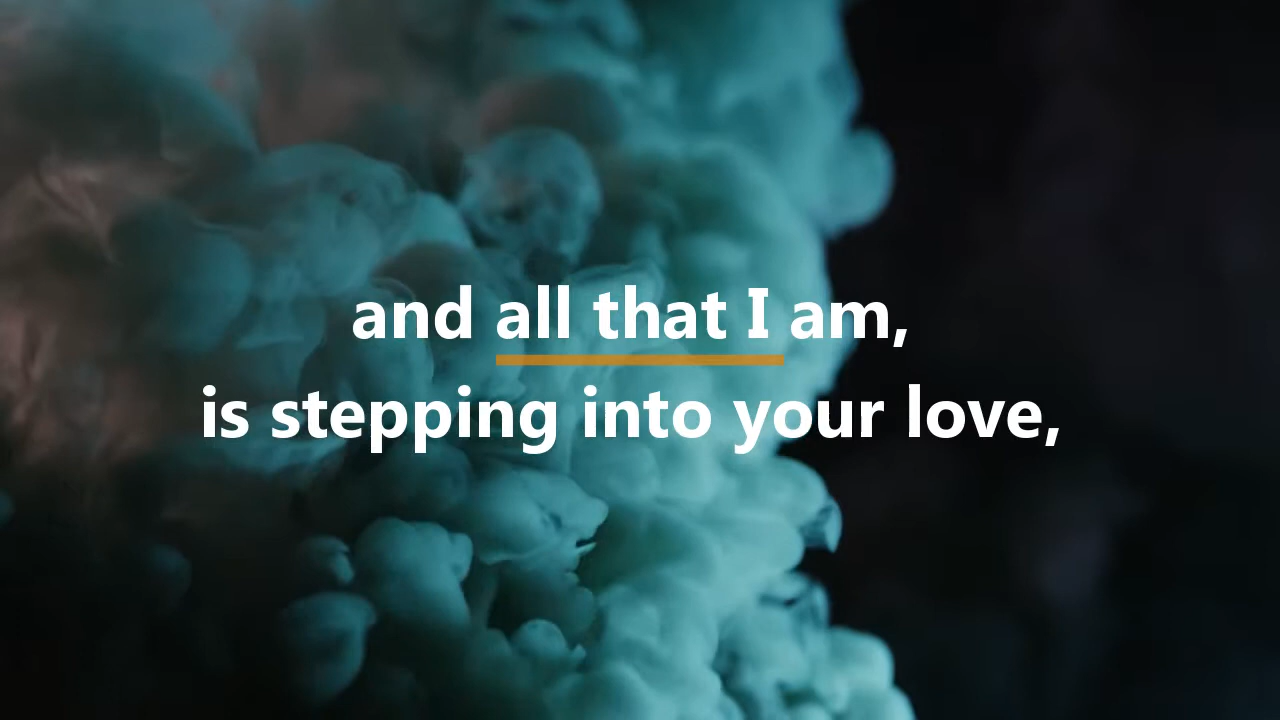 and all that I am,
is stepping into your love,